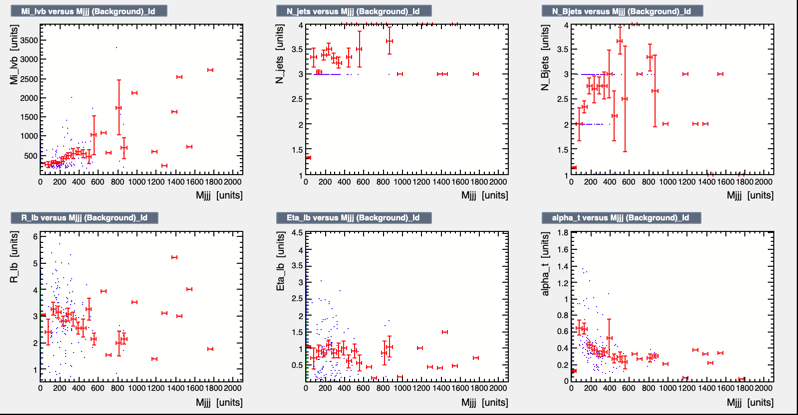 Mi_lvb versus Mjjj (Background)_ld
Mi_lvb [units]
3500
3000
2500
2000
1500
1000
500
0 200 400 600 800 1000 1200 1400 1600 1800 2000
Mjjj [units]
N_jets versus Mjjj (Background)_ld
N_jets [units]
4
3.5
3
2.5
2
1.5
1
0 200 400 600 800 1000 1200 1400 1600 1800 2000
Mjjj [units]
N_Bjets versus Mjjj (Background)_ld
N_Bjets [units]
4
3.5
3
2.5
2
1.5
1
0 200 400 600 800 1000 1200 1400 1600 1800 2000
Mjjj [units]
R_lb versus Mjjj (Background)_ld
R_lb [units]
6
5
4
3
2
1
0 200 400 600 800 1000 1200 1400 1600 1800 2000
Mjjj [units]
Eta_lb versus Mjjj (Background)_ld
Eta_lb [units]
4.5
4
3.5
3
2.5
2
1.5
1
0.5
0 200 400 600 800 1000 1200 1400 1600 1800 2000
Mjjj [units]
alpha_t versus Mjjj (Background)_ld
alpha_t [units]
1.8
1.6
1.4
1.2
1
0.8
0.6
0.4
0.2
0
0 200 400 600 800 1000 1200 1400 1600 1800 2000
Mjjj [units]